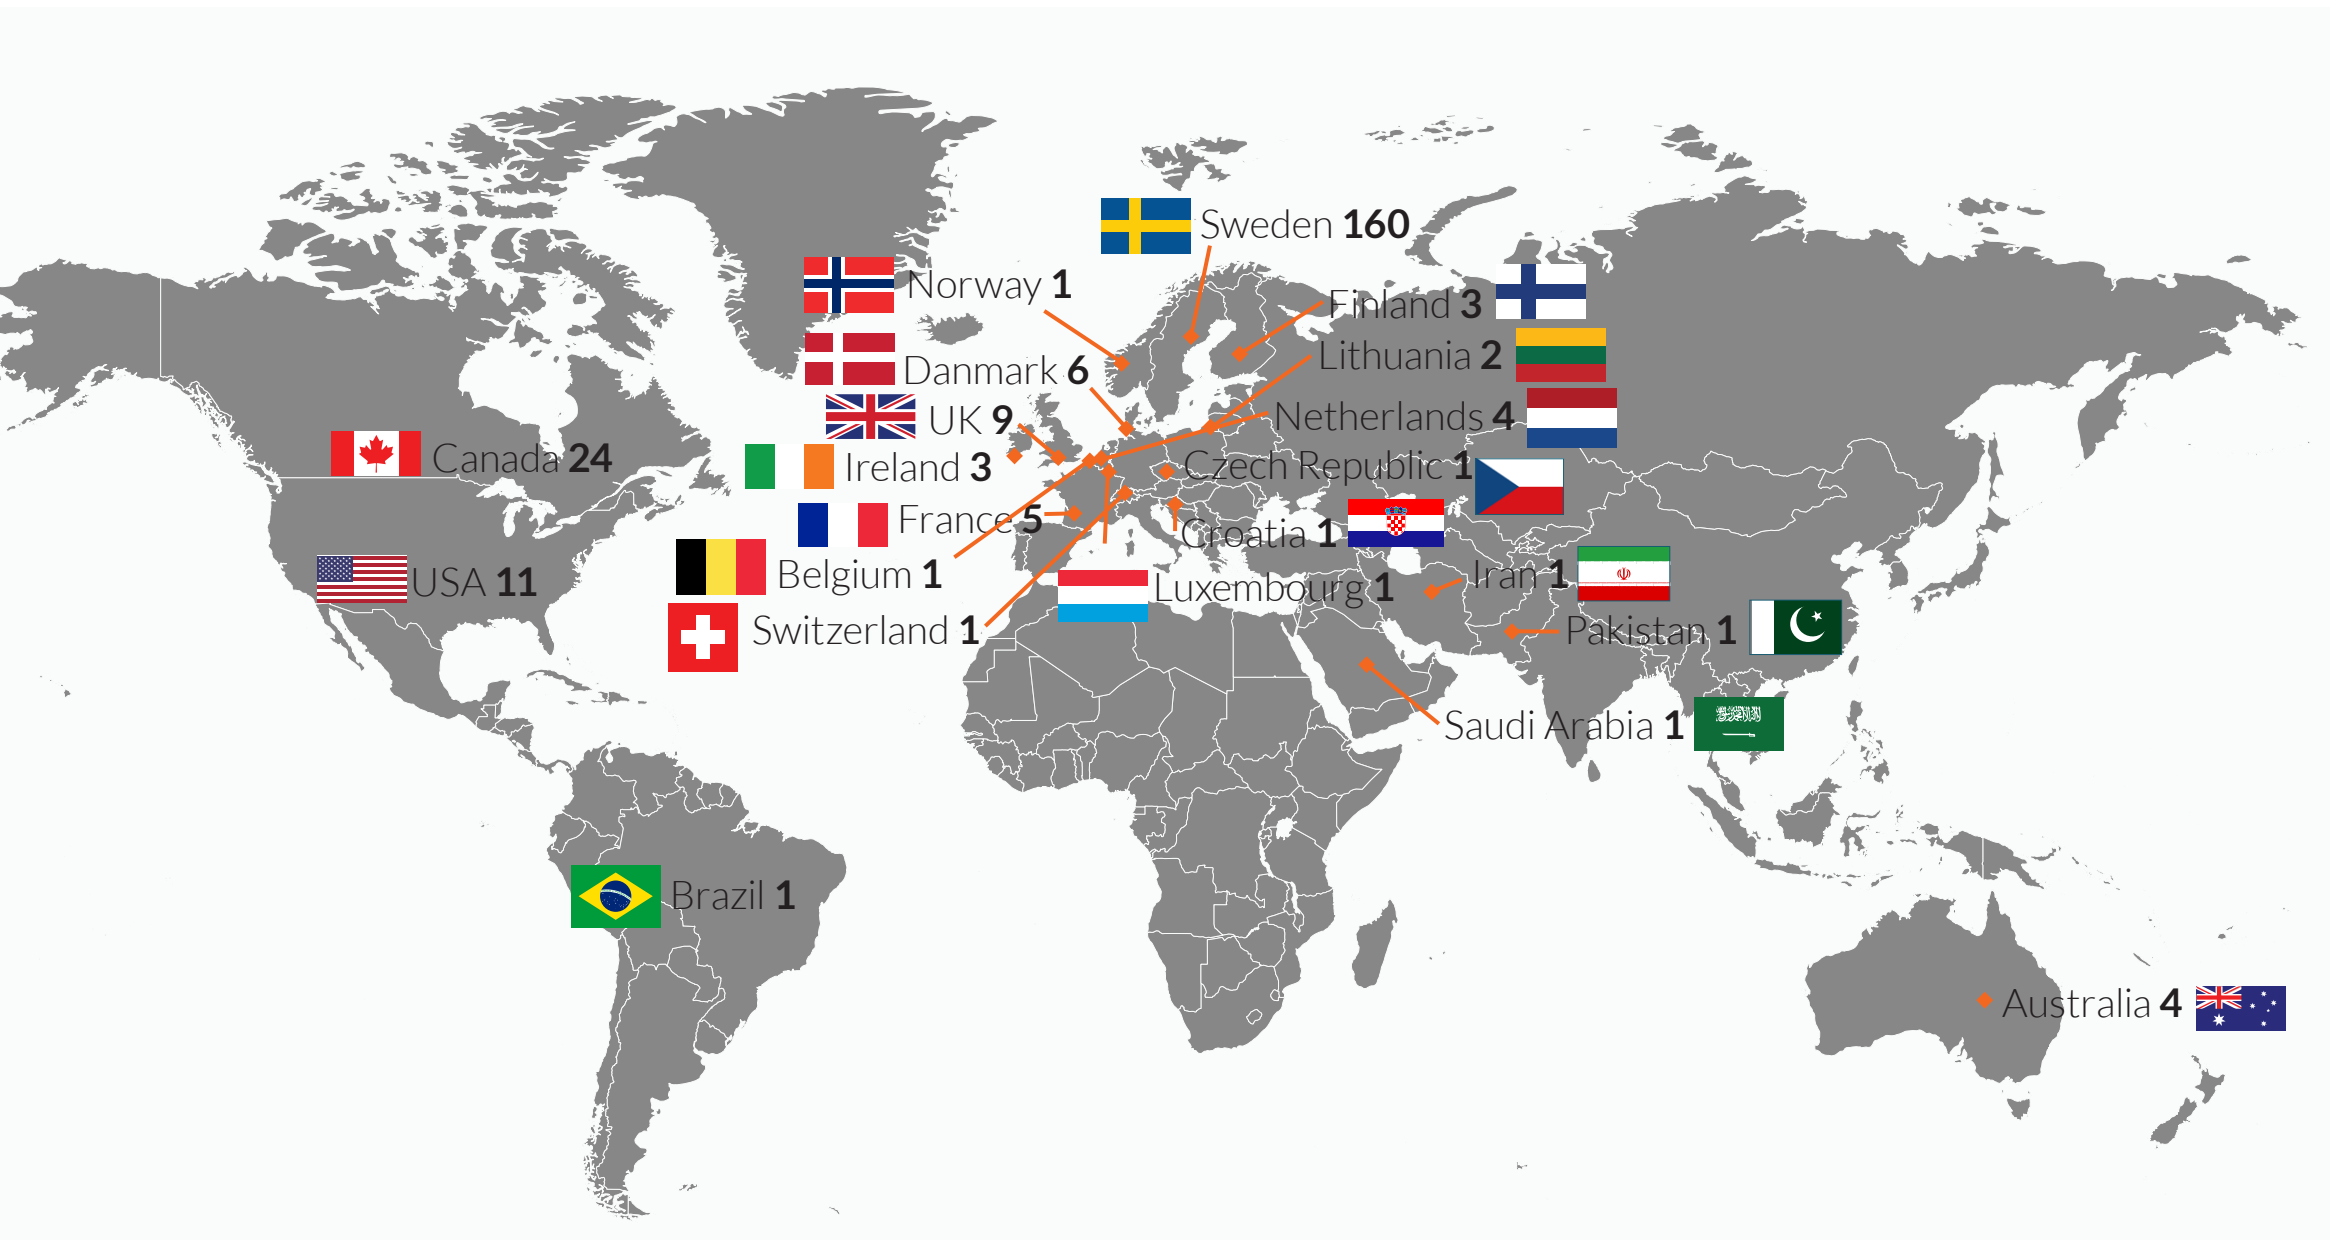 Sweden 160
Norway 1
Finland 3
Lithuania 2
Danmark 6
UK 9
Netherlands 4
Canada 24
Ireland 3
Czech Republic 1
France 5
Croatia 1
USA 11
Belgium 1
Luxembourg 1
Iran 1
Switzerland 1
Pakistan 1
Saudi Arabia 1
Brazil 1
Australia 4